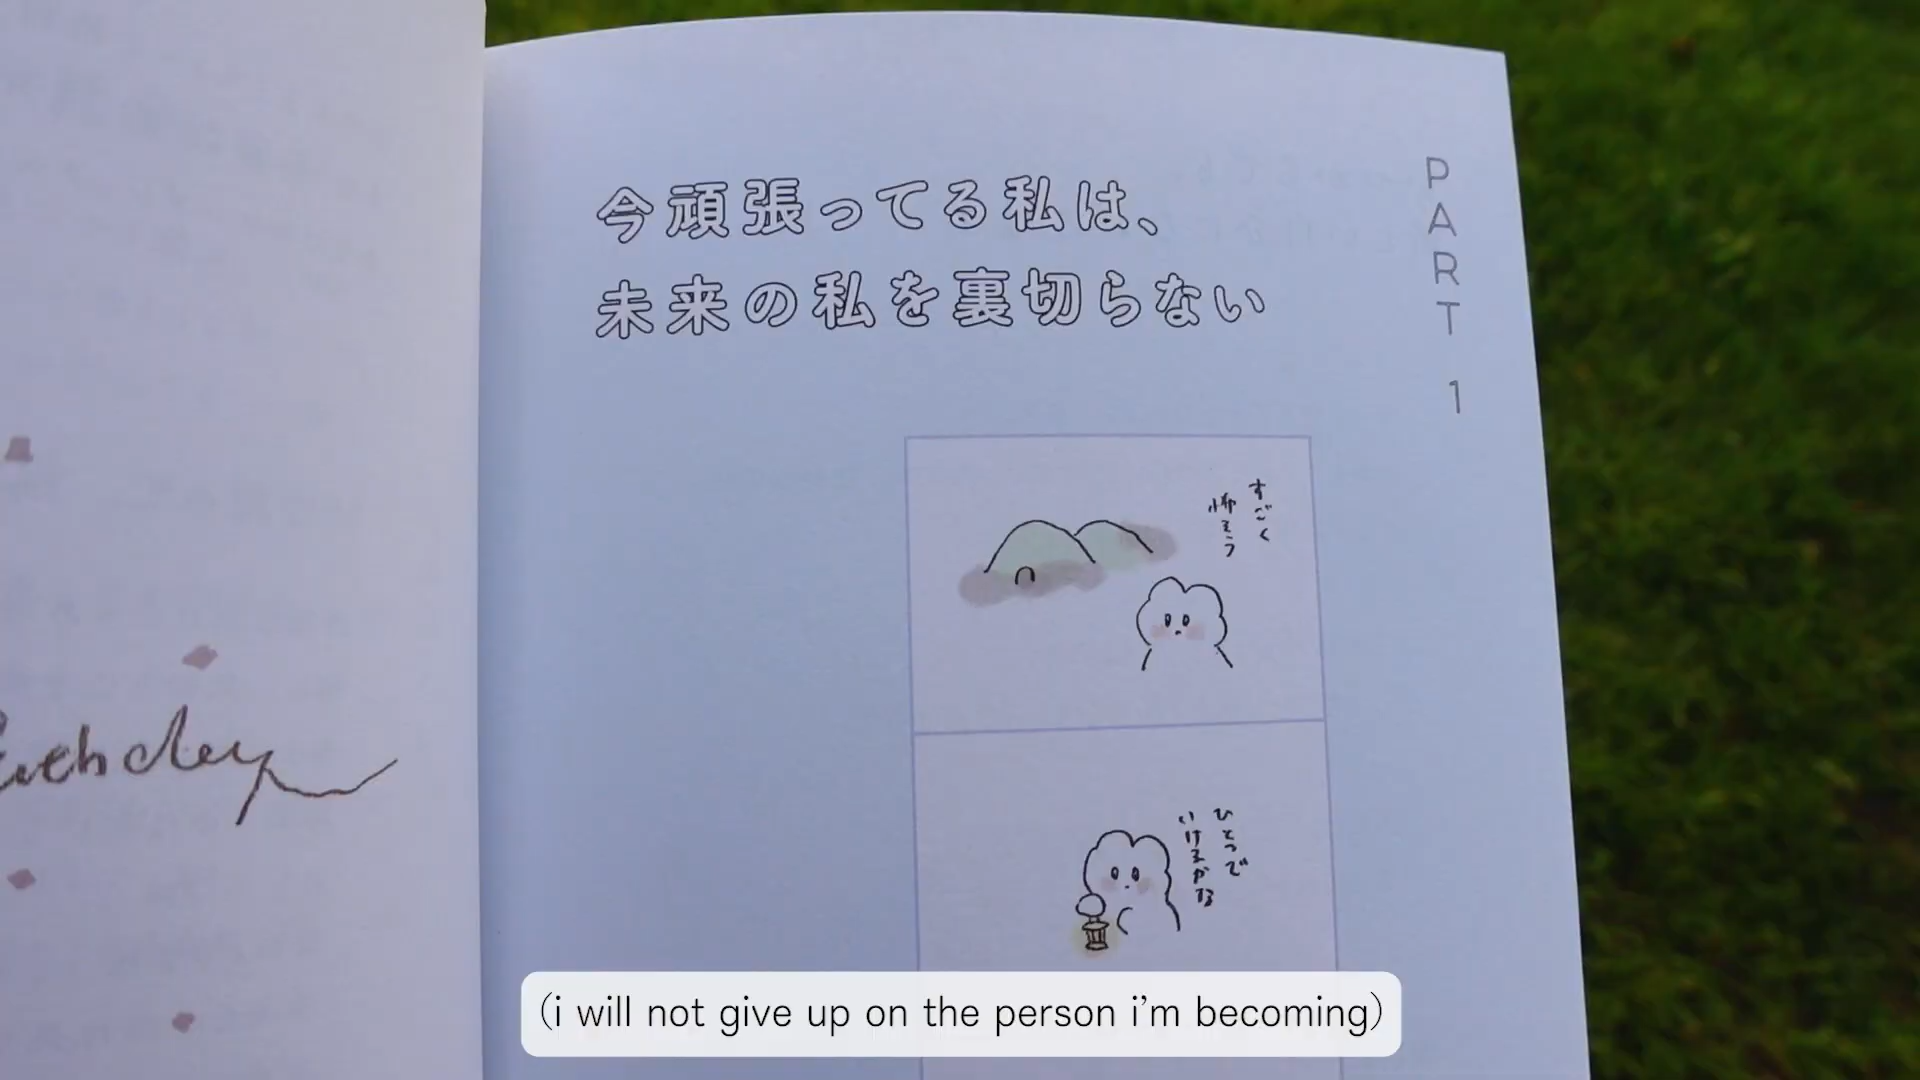 day
今頑張ってる私は、
未来の私を裏切らない
PART 1
すごく
怖そう
ひとりで
いけるかな
(i will not give up on the person i'm becoming)